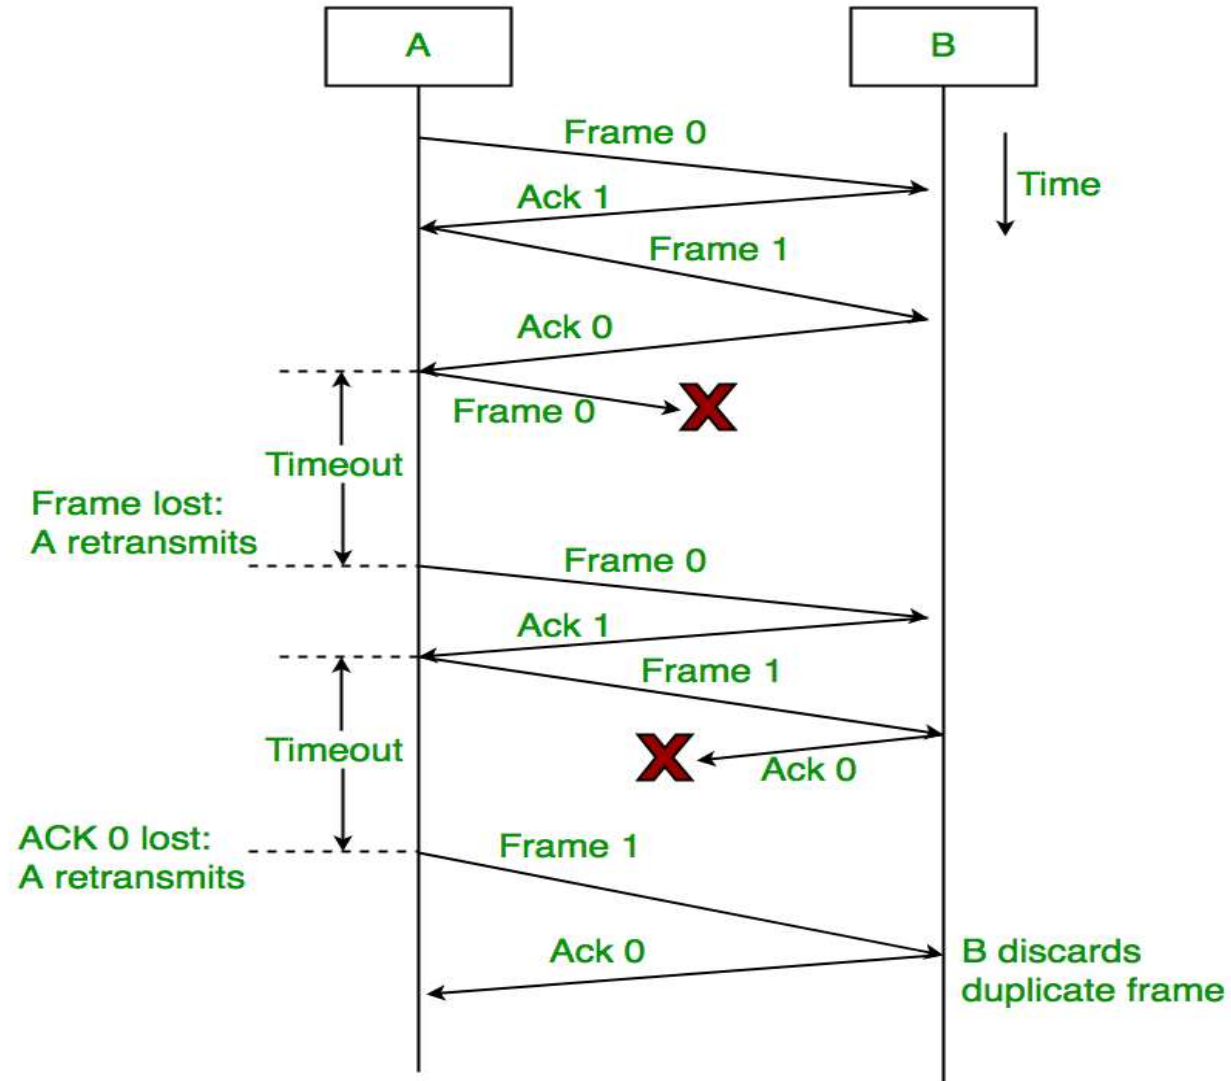 A
B
Frame 0
Time
Ack 1
Frame 1
Ack 0
Frame 0
Timeout
Frame lost:
A retransmits
Frame 0
Ack 1
Frame 1
Timeout
Ack 0
ACK 0 lost:
A retransmits
Frame 1
Ack 0
B discards
duplicate frame